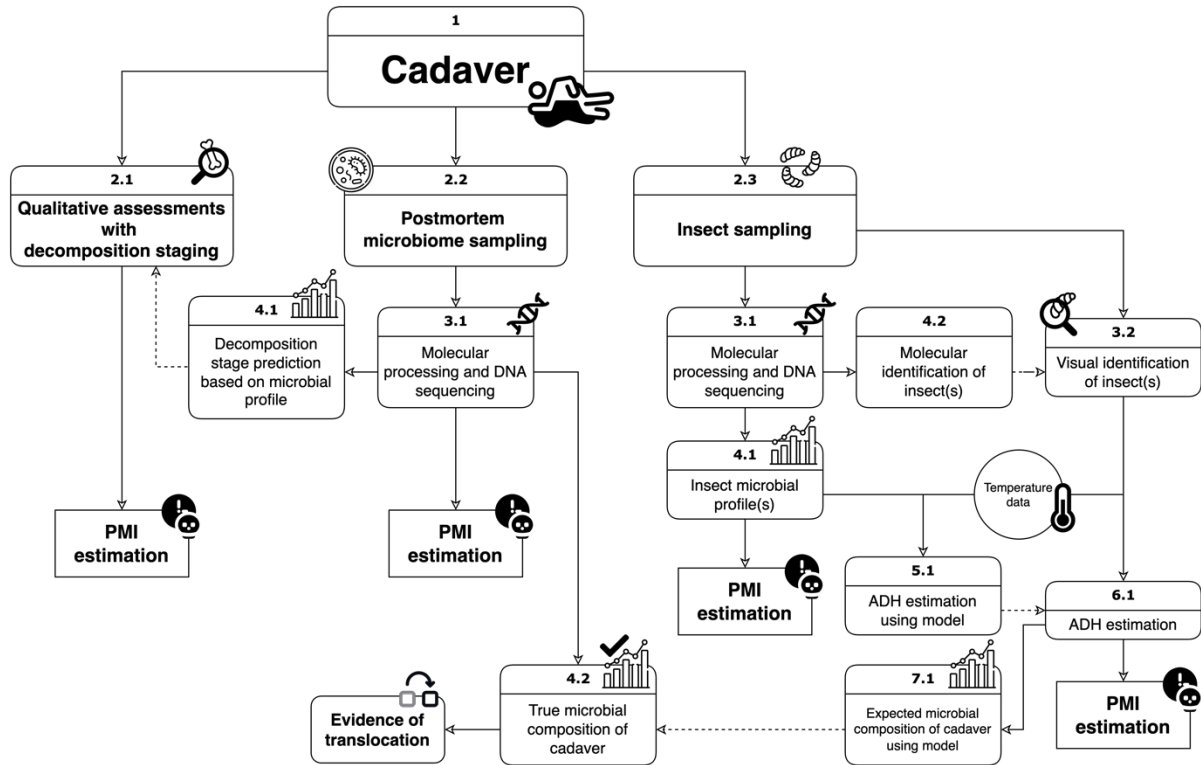 1
Cadaver
2.1
Qualitative assessments
with
decomposition staging
2.2
Postmortem
microbiome sampling
2.3
Insect sampling
4.1
Decomposition
stage prediction
based on microbial
profile
3.1
Molecular
processing and DNA
sequencing
3.1
Molecular
processing and DNA
sequencing
4.2
Molecular
identification of
insect(s)
3.2
Visual identification
of insect(s)
4.1
Insect microbial
profile(s)
Temperature
data
PMI
estimation
PMI
estimation
PMI
estimation
5.1
ADH estimation
using model
6.1
ADH estimation
4.2
True microbial
composition of
cadaver
7.1
Expected microbial
composition of cadaver
using model
PMI
estimation
Evidence of
translocation